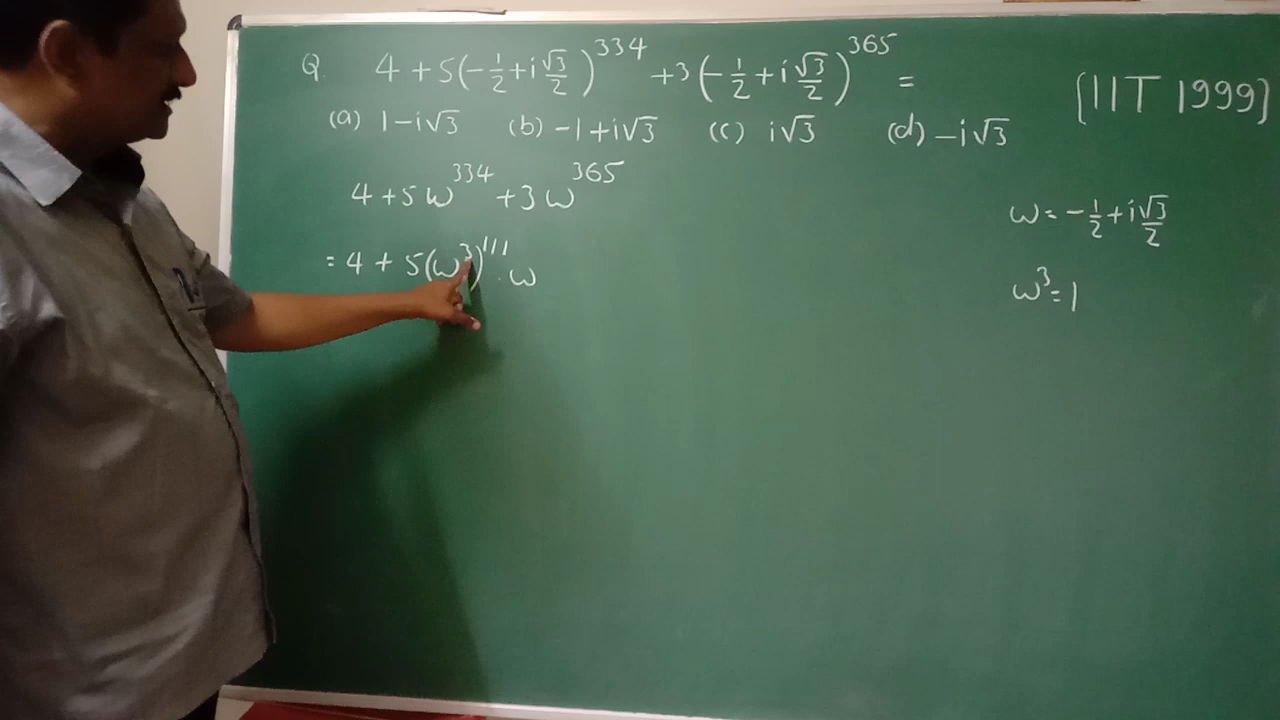 Q. 4 + 5(-1/2 + i√3/2)^334 + 3(-1/2 + i√3/2)^365 =
[IIT 1999]
(a) 1 - i√3 (b) -1 + i√3 (c) i√3 (d) -i√3
4 + 5ω^334 + 3ω^365
ω = -1/2 + i√3/2
= 4 + 5(ω^3)^111 · ω
ω^3 = 1